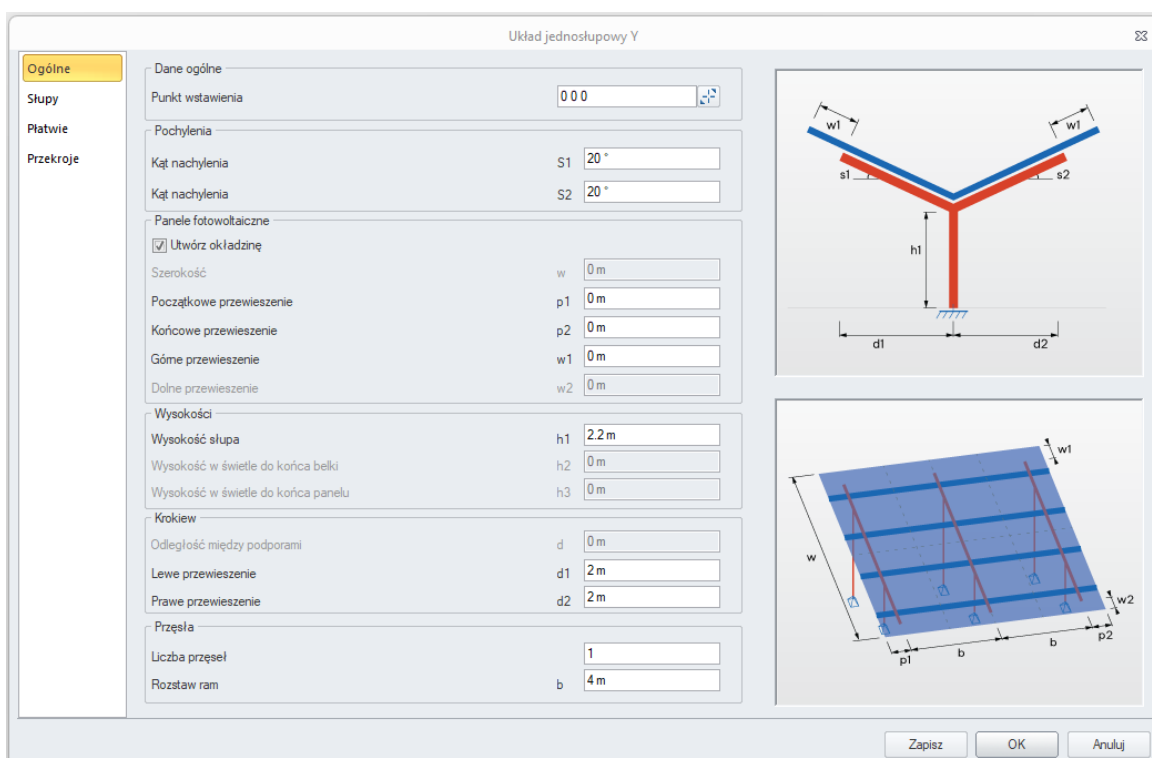 Układ jednosłupowy Y
Ogólne
Słupy
Płatwie
Przekroje
Dane ogólne
Punkt wstawienia 0 0 0
Pochylenia
Kąt nachylenia S1 20 °
Kąt nachylenia S2 20 °
Panele fotowoltaiczne
Utwórz okładzinę
Szerokość w 0 m
Początkowe przewieszenie p1 0 m
Końcowe przewieszenie p2 0 m
Górne przewieszenie w1 0 m
Dolne przewieszenie w2 0 m
Wysokości
Wysokość słupa h1 2.2 m
Wysokość w świetle do końca belki h2 0 m
Wysokość w świetle do końca panelu h3 0 m
Krokiew
Odległość między podporami d 0 m
Lewe przewieszenie d1 2 m
Prawe przewieszenie d2 2 m
Przęsła
Liczba przęseł 1
Rozstaw ram b 4 m
w1 w1
s1 s2
h1
d1 d2
w1
w
w2
p1 b b p2
Zapisz OK Anuluj